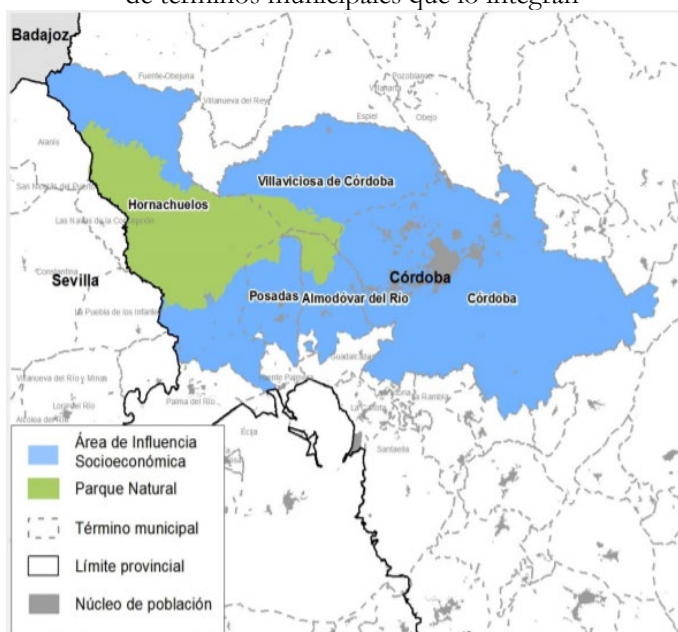 de términos municipales que lo integran
Badajoz
Fuente-Obejuna
Pozoblanco
Villaharta
Villanueva del Rey
Espiel
Obejo
Alanís
Villaviciosa de Córdoba
San Nicolás del Puerto
Hornachuelos
Las Navas de la Concepción
Constantina
Sevilla
Córdoba
Posadas
Almodóvar del Río
Córdoba
La Puebla de los Infantes
Guadalcázar
Villanueva del Río y Minas
Fuente Palmera
La Rambla
Lora del Río
Palma del Río
La Carlota
Alcolea del Río
Écija
Santaella
Área de Influencia
Socioeconómica
Parque Natural
Término municipal
Límite provincial
Núcleo de población